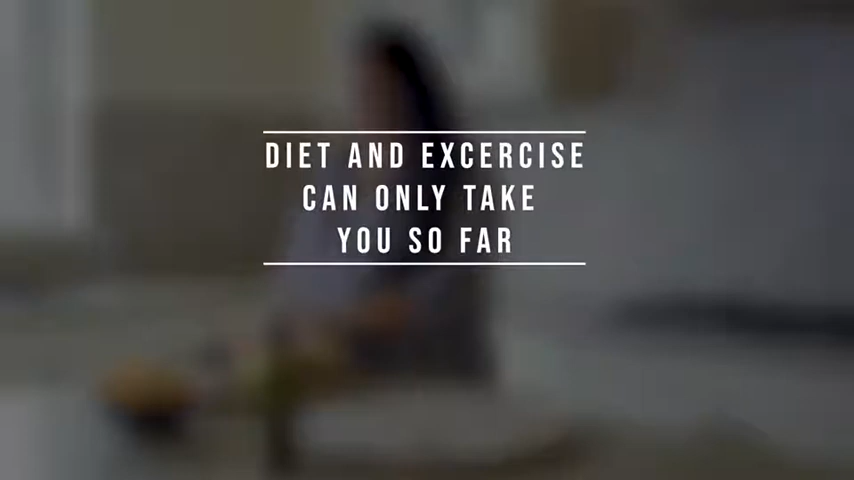 DIET AND EXCERCISE
CAN ONLY TAKE
YOU SO FAR